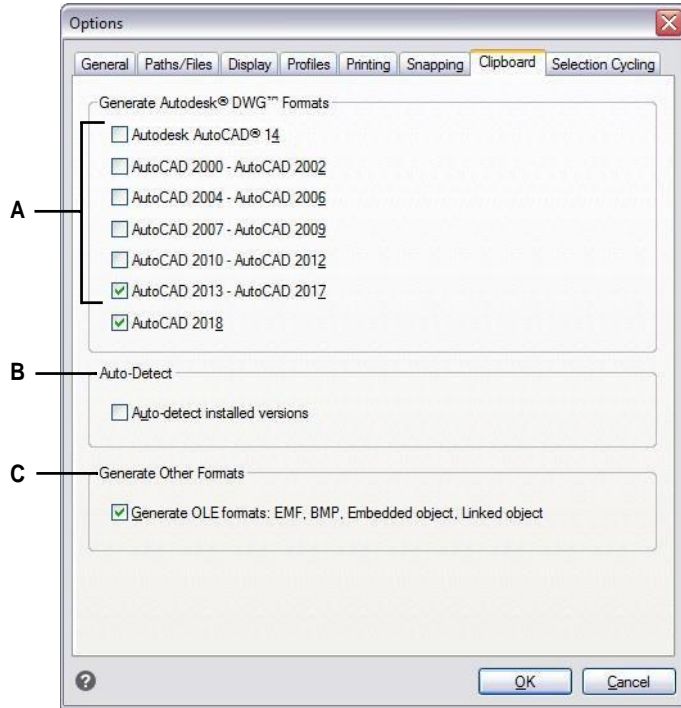 Options
General Paths/Files Display Profiles Printing Snapping Clipboard Selection Cycling
Generate Autodesk® DWG™ Formats
A
Autodesk AutoCAD® 14
AutoCAD 2000 - AutoCAD 2002
AutoCAD 2004 - AutoCAD 2006
AutoCAD 2007 - AutoCAD 2009
AutoCAD 2010 - AutoCAD 2012
AutoCAD 2013 - AutoCAD 2017
AutoCAD 2018
B
Auto-Detect
Auto-detect installed versions
C
Generate Other Formats
Generate OLE formats: EMF, BMP, Embedded object, Linked object
?
OK Cancel